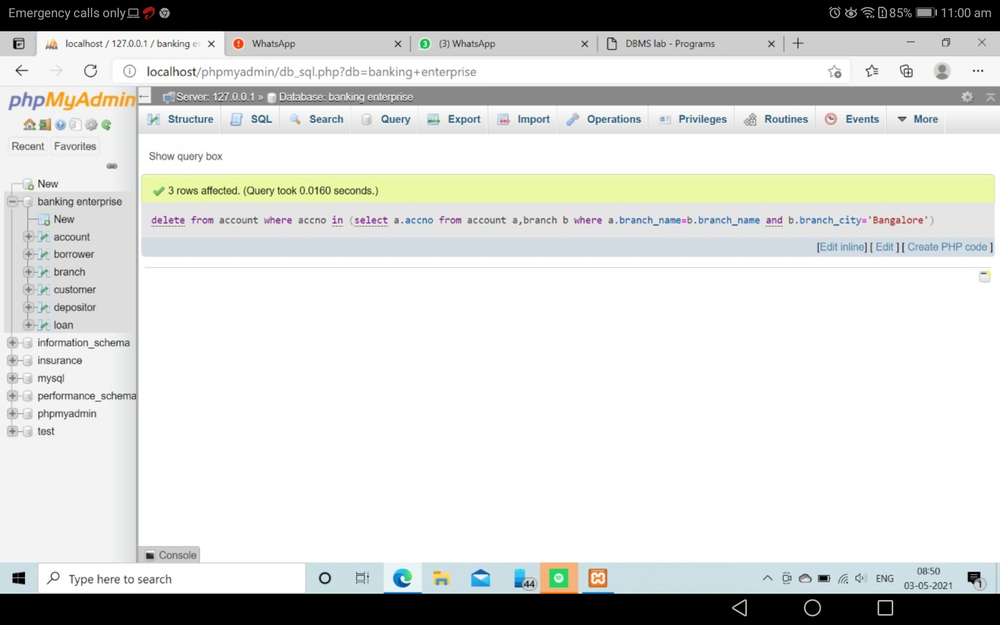 Emergency calls only
85% 11:00 am
localhost / 127.0.0.1 / banking er
WhatsApp
3 (3) WhatsApp
DBMS lab - Programs
localhost/phpmyadmin/db_sql.php?db=banking+enterprise
phpMyAdmin
Recent Favorites
New
banking enterprise
New
account
borrower
branch
customer
depositor
loan
information_schema
insurance
mysql
performance_schema
phpmyadmin
test
Server: 127.0.0.1 » Database: banking enterprise
Structure SQL Search Query Export Import Operations Privileges Routines Events More
Show query box
3 rows affected. (Query took 0.0160 seconds.)
delete from account where accno in (select a.accno from account a,branch b where a.branch_name=b.branch_name and b.branch_city='Bangalore')
[Edit inline] [ Edit ] [ Create PHP code ]
Console
Type here to search
44
ENG
08:50
03-05-2021
1